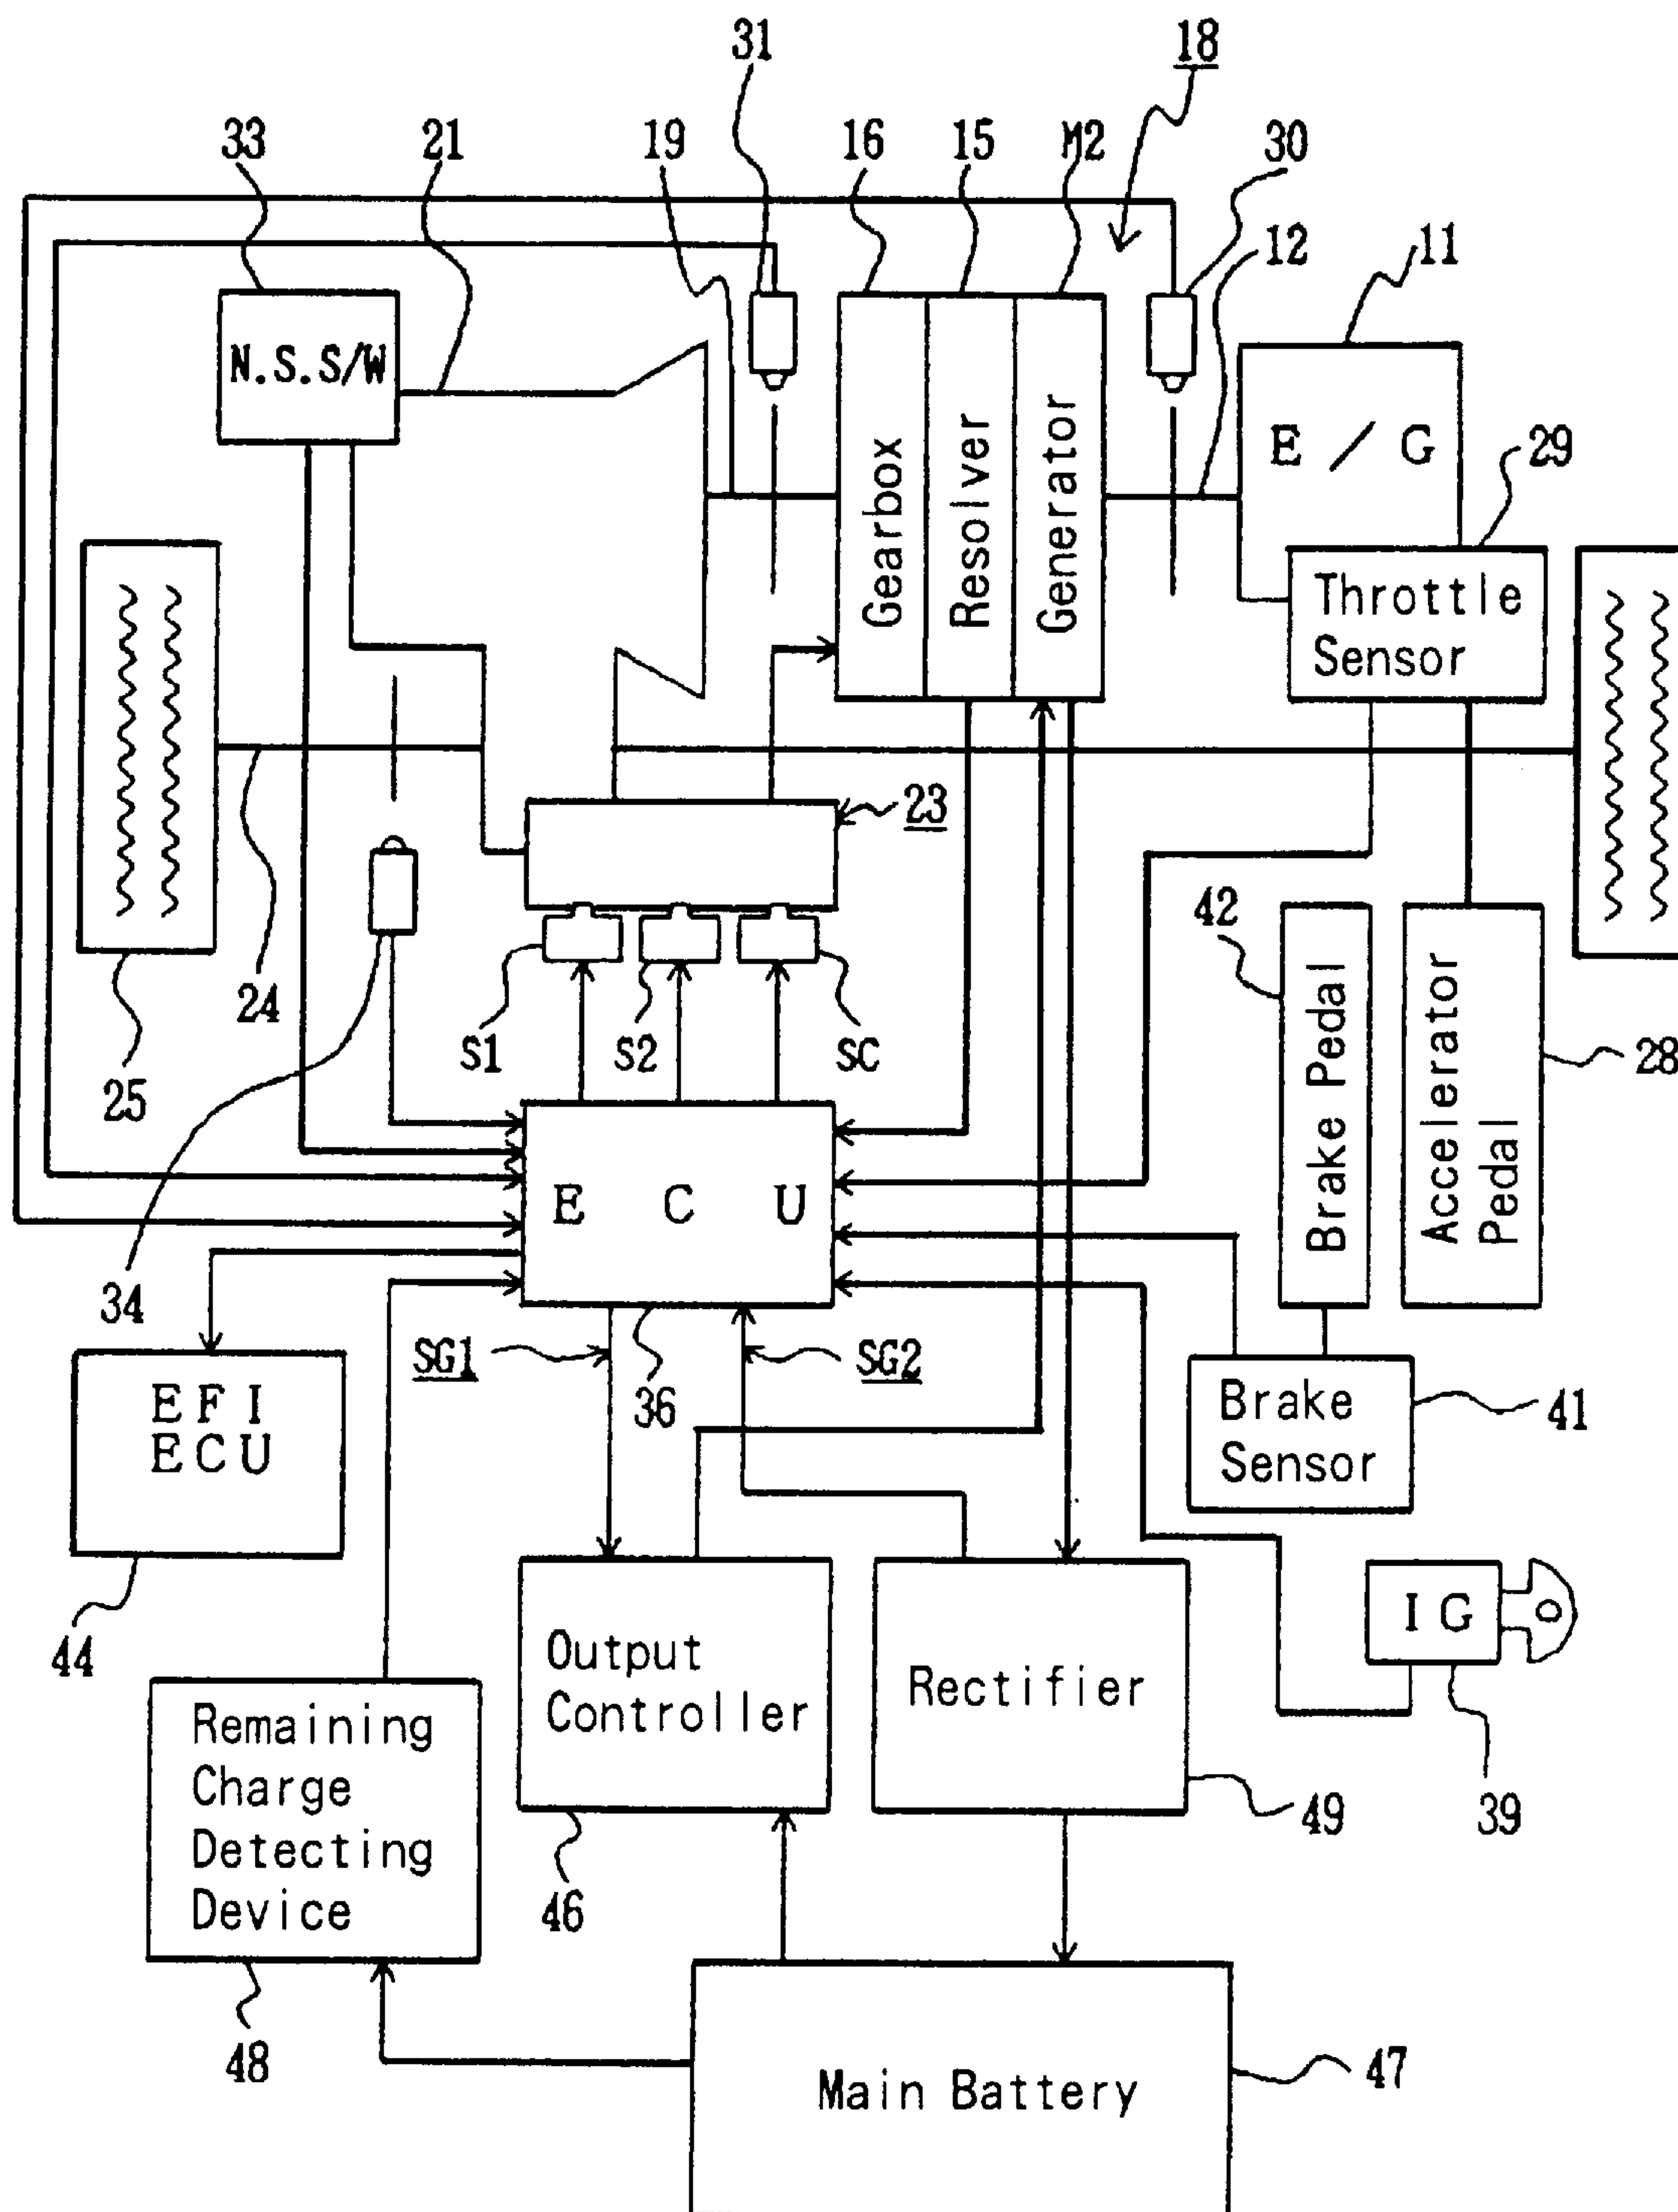 31
18
33
21
19
16
15
M2
30
12
11
N.S.S/W
Gearbox
Resolver
Generator
E / G
29
Throttle
Sensor
23
24
25
S1
S2
SC
42
Brake Pedal
Accelerator
Pedal
28
34
E C U
SG1
36
SG2
EFI
ECU
44
Brake
Sensor
41
Output
Controller
Rectifier
IG
46
49
39
Remaining
Charge
Detecting
Device
48
Main Battery
47